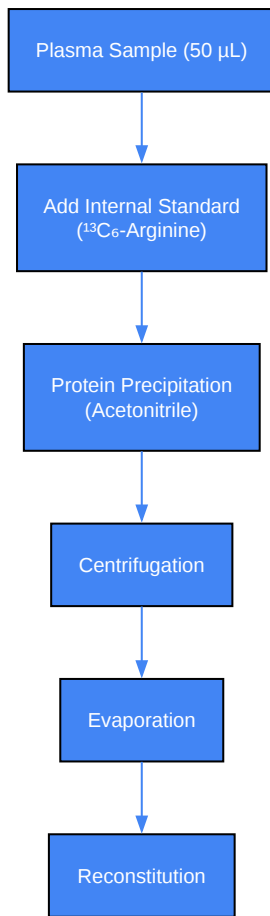 Plasma Sample (50 µL)
Add Internal Standard
(¹³C₆-Arginine)
Protein Precipitation
(Acetonitrile)
Centrifugation
Evaporation
Reconstitution